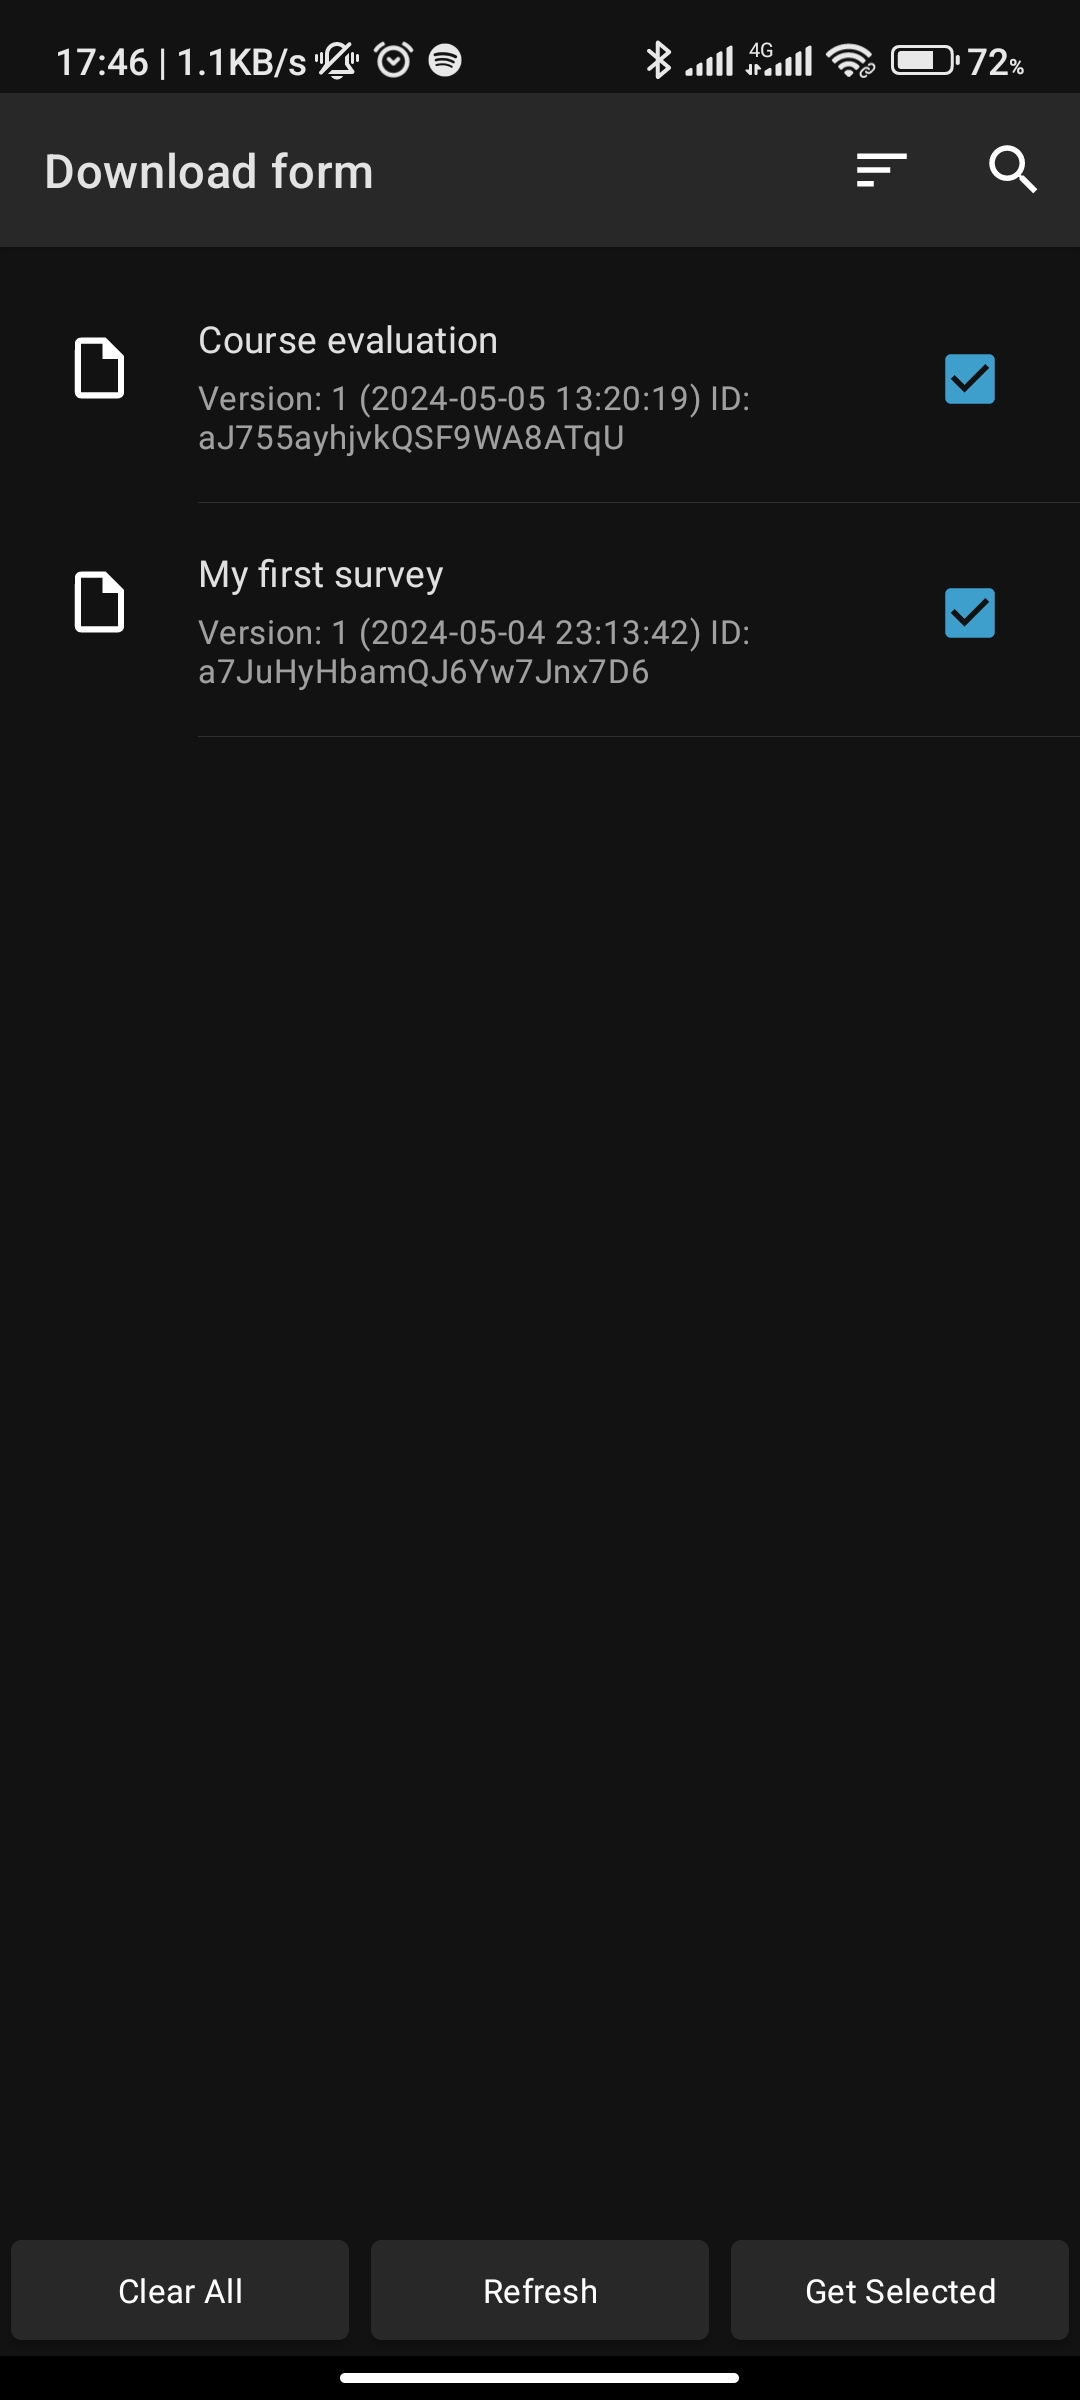 17:46 | 1.1KB/s 4G 72%
Download form
Course evaluation
Version: 1 (2024-05-05 13:20:19) ID:
aJ755ayhjvkQSF9WA8ATqU
My first survey
Version: 1 (2024-05-04 23:13:42) ID:
a7JuHyHbamQJ6Yw7Jnx7D6
Clear All Refresh Get Selected